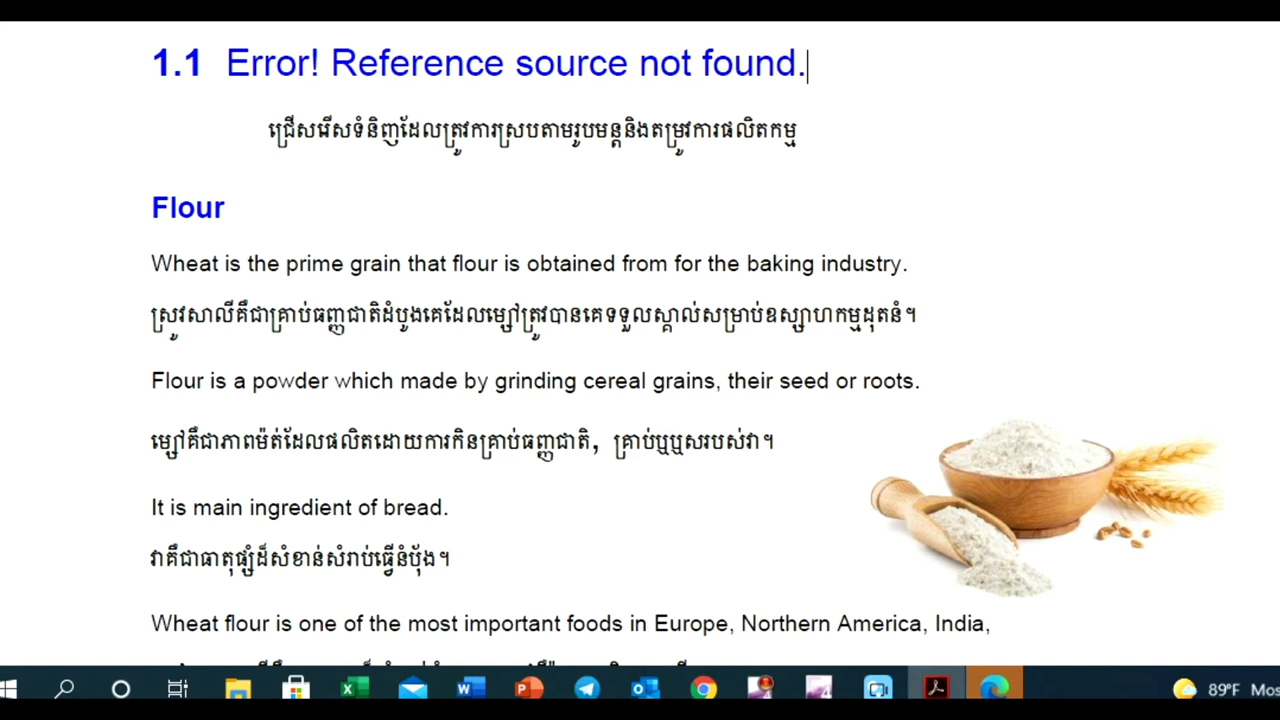 1.1 Error! Reference source not found.
ជ្រើសរើសទំនិញដែលត្រូវការស្របតាមរូបមន្តនិងតម្រូវការផលិតកម្ម
Flour
Wheat is the prime grain that flour is obtained from for the baking industry.
ស្រូវសាលីគឺជាគ្រាប់ធញ្ញជាតិដំបូងគេដែលម្សៅត្រូវបានគេទទួលស្គាល់សម្រាប់ឧស្សាហកម្មដុតនំ។
Flour is a powder which made by grinding cereal grains, their seed or roots.
ម្សៅគឺជាភាពម៉ត់ដែលផលិតដោយការកិនគ្រាប់ធញ្ញជាតិ, គ្រាប់ឬឬសរបស់វា។
It is main ingredient of bread.
វាគឺជាធាតុផ្សំដ៏សំខាន់សំរាប់ធ្វើនំប៉័ង។
Wheat flour is one of the most important foods in Europe, Northern America, India,
89°F Mos